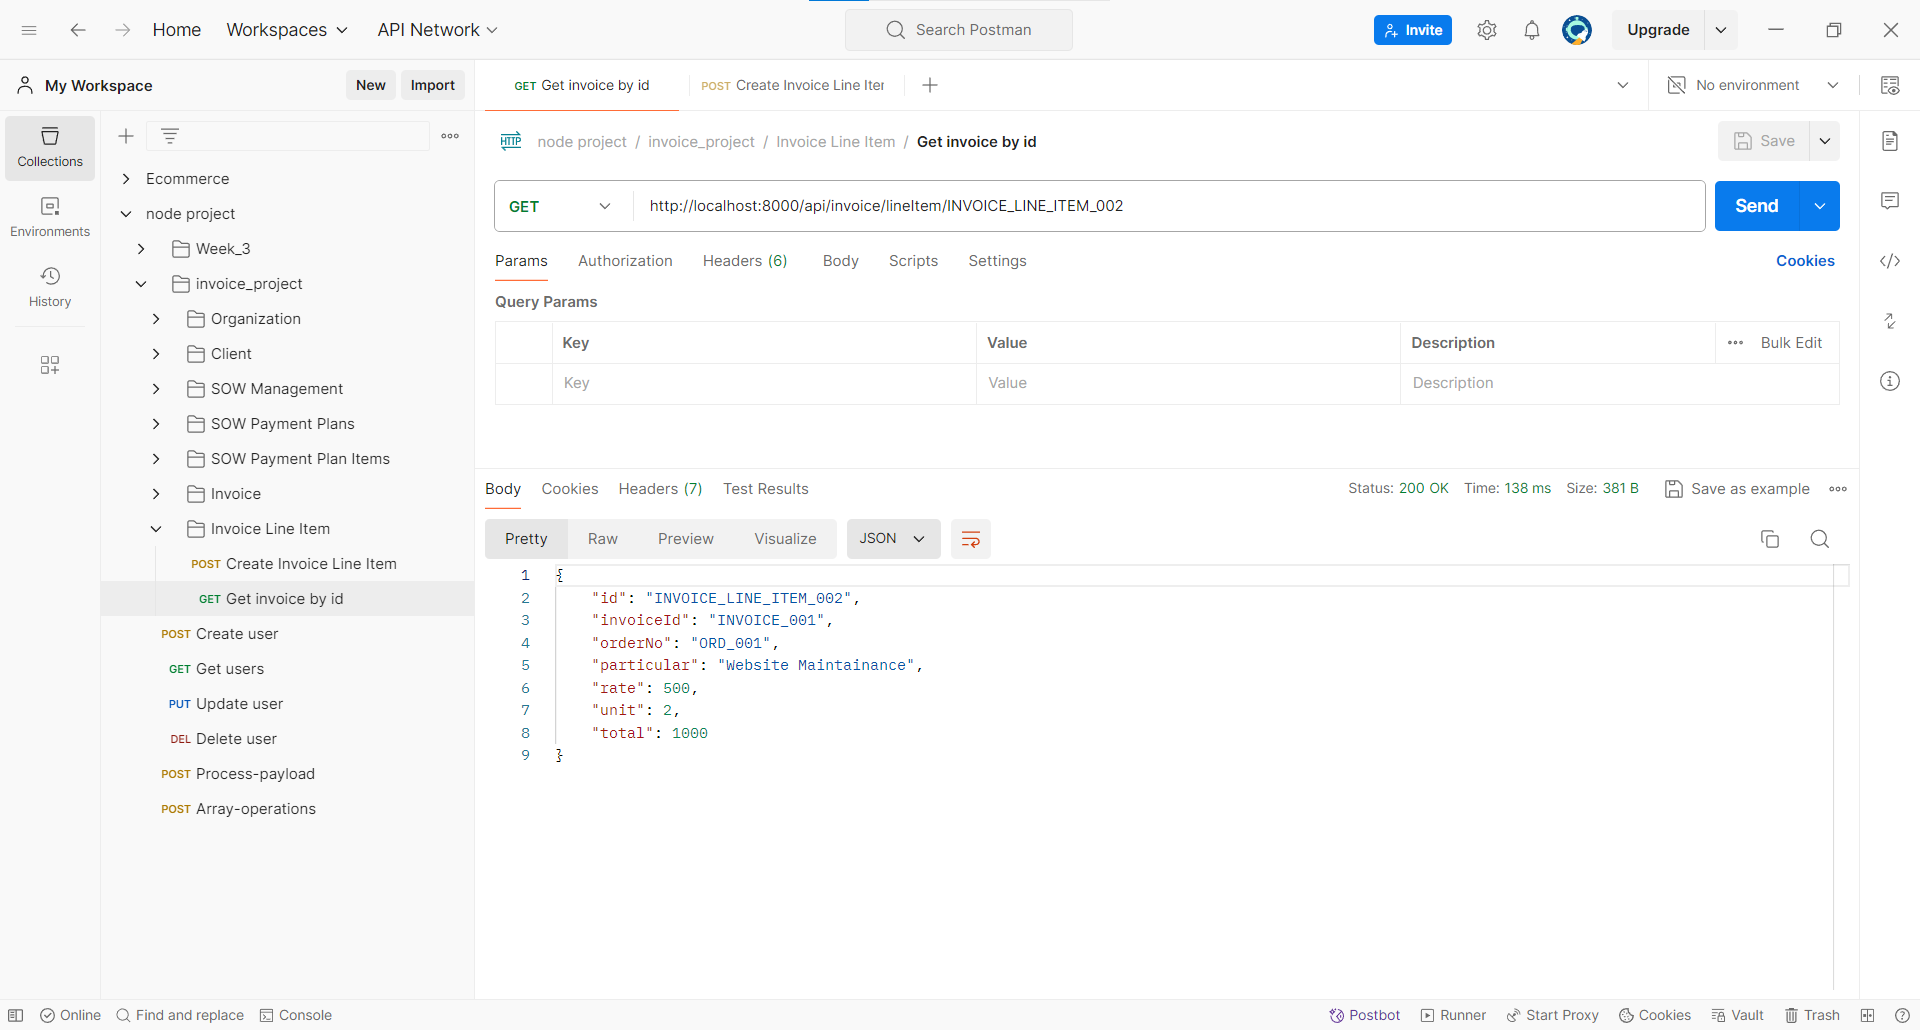 Home Workspaces API Network Search Postman Invite Upgrade
My Workspace New Import
GET Get invoice by id POST Create Invoice Line Iter No environment
Collections
Environments
History
Ecommerce
node project
Week_3
invoice_project
Organization
Client
SOW Management
SOW Payment Plans
SOW Payment Plan Items
Invoice
Invoice Line Item
POST Create Invoice Line Item
GET Get invoice by id
POST Create user
GET Get users
PUT Update user
DEL Delete user
POST Process-payload
POST Array-operations
HTTP node project / invoice_project / Invoice Line Item / Get invoice by id Save
GET http://localhost:8000/api/invoice/lineItem/INVOICE_LINE_ITEM_002 Send
Params Authorization Headers (6) Body Scripts Settings Cookies
Query Params
Key Value Description Bulk Edit
Key Value Description
Body Cookies Headers (7) Test Results Status: 200 OK Time: 138 ms Size: 381 B Save as example
Pretty Raw Preview Visualize JSON
1 {
2 "id": "INVOICE_LINE_ITEM_002",
3 "invoiceId": "INVOICE_001",
4 "orderNo": "ORD_001",
5 "particular": "Website Maintainance",
6 "rate": 500,
7 "unit": 2,
8 "total": 1000
9 }
Online Find and replace Console Postbot Runner Start Proxy Cookies Vault Trash